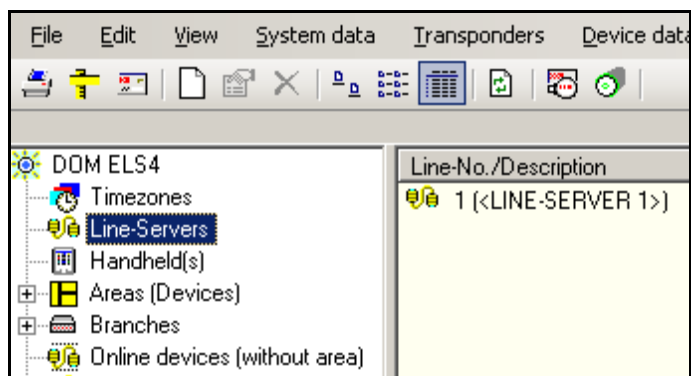 File Edit View System data Transponders Device data
DOM ELS4
Timezones
Line-Servers
Handheld(s)
Areas (Devices)
Branches
Online devices (without area)
Line-No./Description
1 (<LINE-SERVER 1>)